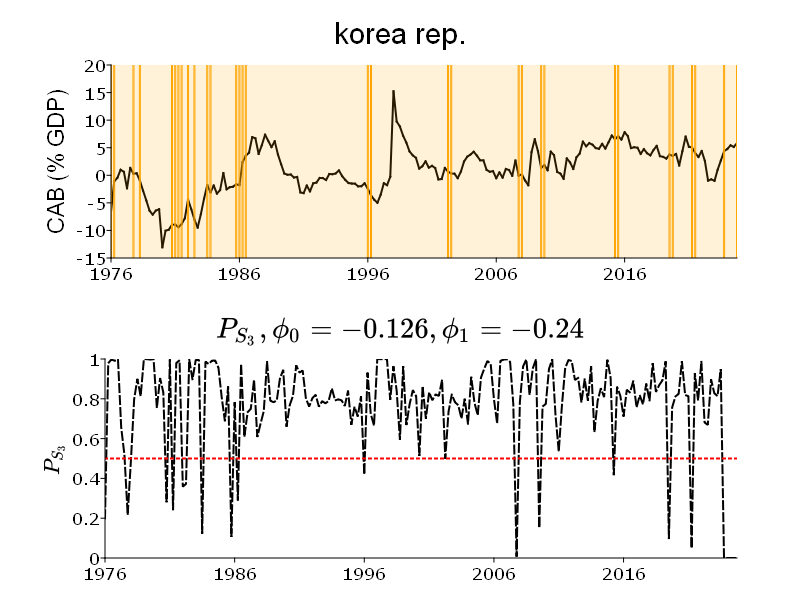 korea rep.
CAB (% GDP)
20
15
10
5
0
-5
-10
-15
1976 1986 1996 2006 2016
P_{S_3}, ϕ_0 = −0.126, ϕ_1 = −0.24
P_{S_3}
1
0.8
0.6
0.4
0.2
0
1976 1986 1996 2006 2016